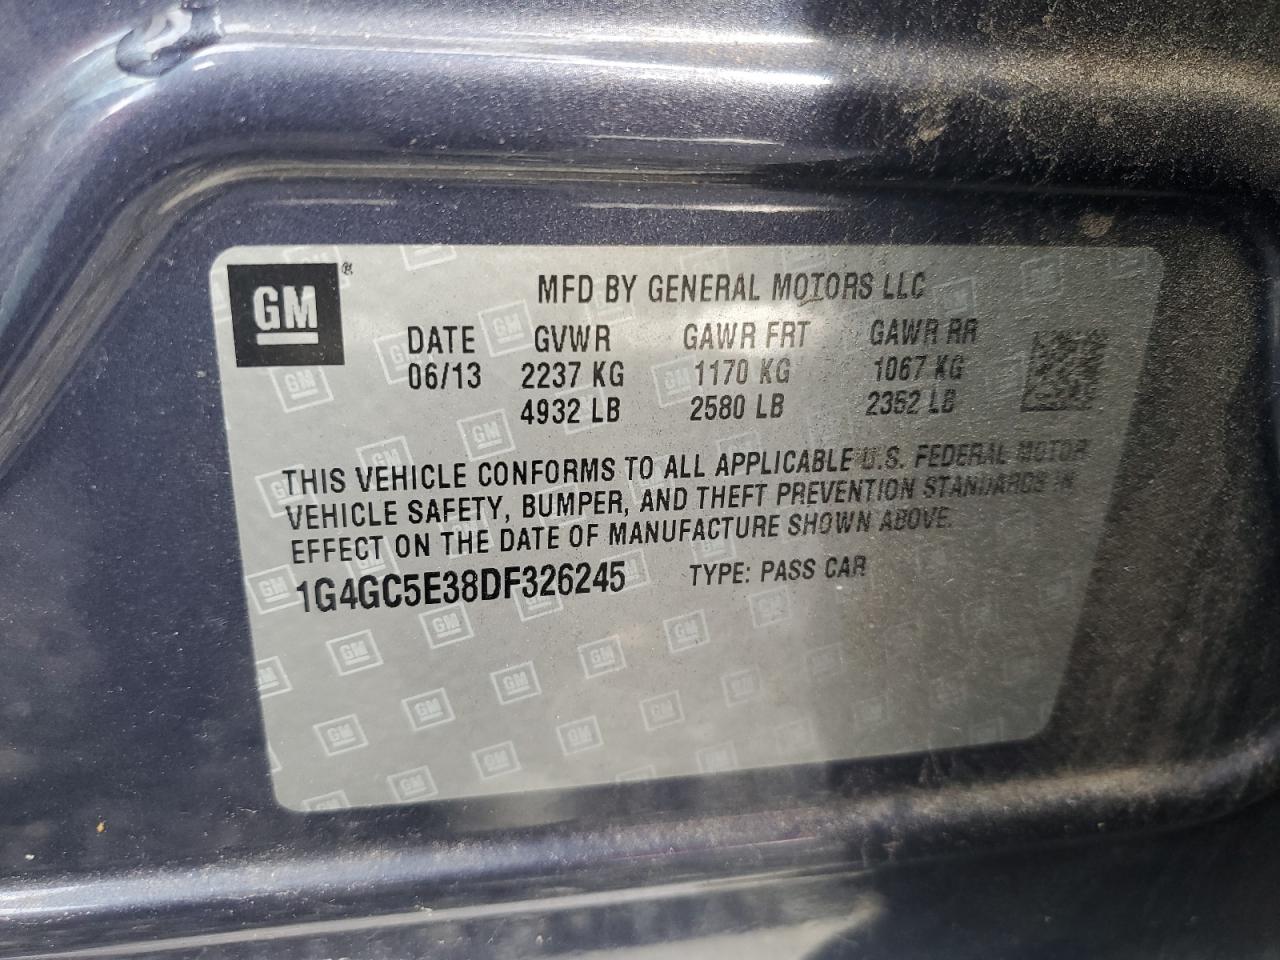 GM®
MFD BY GENERAL MOTORS LLC
DATE GVWR GAWR FRT GAWR RR
06/13 2237 KG 1170 KG 1067 KG
4932 LB 2580 LB 2352 LB
THIS VEHICLE CONFORMS TO ALL APPLICABLE U.S. FEDERAL MOTOR
VEHICLE SAFETY, BUMPER, AND THEFT PREVENTION STANDARDS IN
EFFECT ON THE DATE OF MANUFACTURE SHOWN ABOVE.
1G4GC5E38DF326245 TYPE: PASS CAR